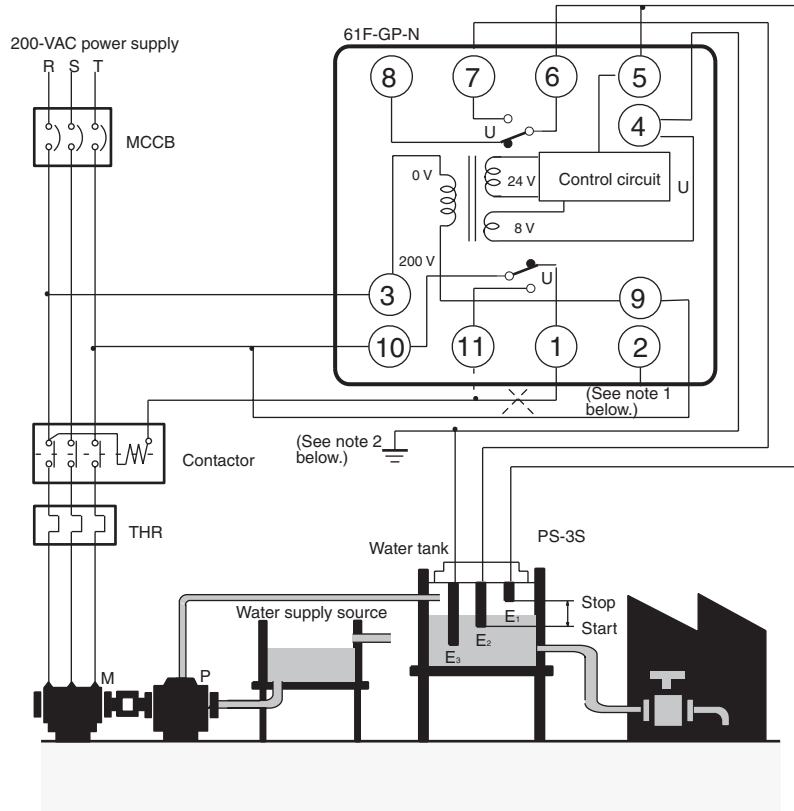 61F-GP-N
200-VAC power supply
R S T
MCCB
8
7
6
5
4
U
0 V
24 V
Control circuit
U
8 V
200 V
U
3
9
10
11
1
2
(See note 1
below.)
(See note 2
below.)
Contactor
THR
PS-3S
Water tank
Water supply source
Stop
E1
Start
E2
E3
M
P